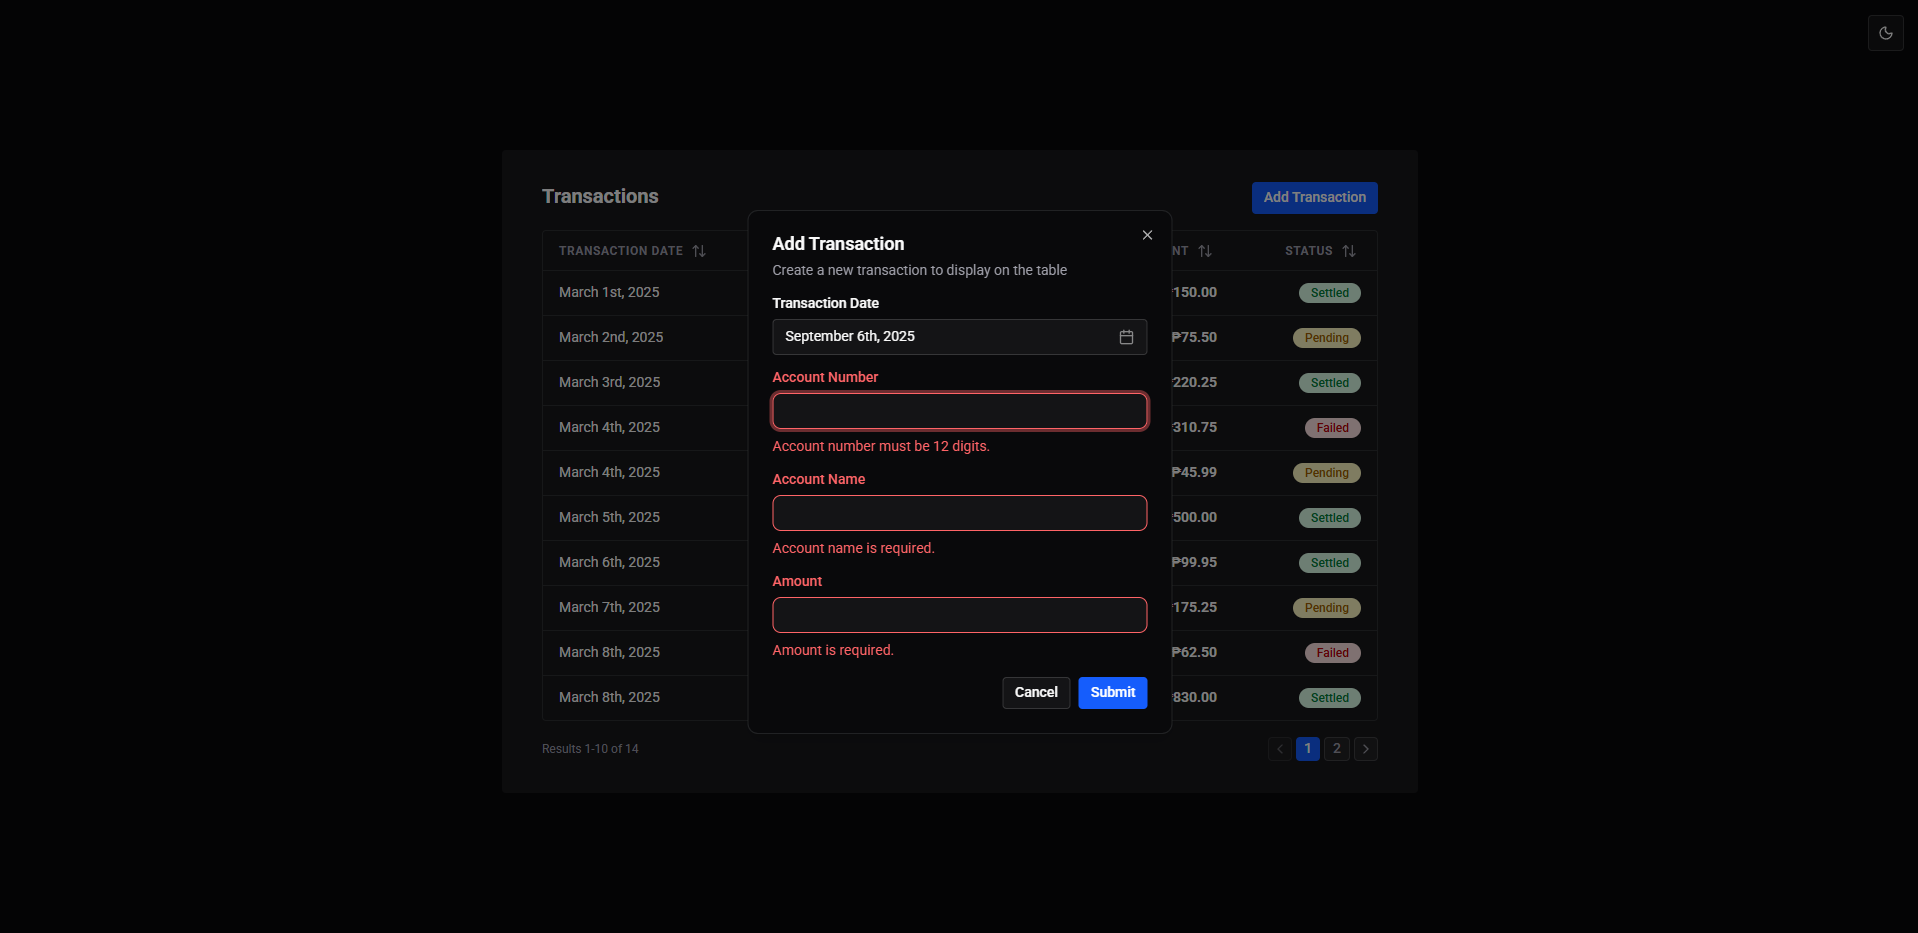 Transactions
Add Transaction
TRANSACTION DATE
NT
STATUS
March 1st, 2025
150.00
Settled
March 2nd, 2025
₱75.50
Pending
March 3rd, 2025
220.25
Settled
March 4th, 2025
310.75
Failed
March 4th, 2025
₱45.99
Pending
March 5th, 2025
500.00
Settled
March 6th, 2025
₱99.95
Settled
March 7th, 2025
175.25
Pending
March 8th, 2025
₱62.50
Failed
March 8th, 2025
830.00
Settled
Results 1-10 of 14
1
2
Add Transaction
Create a new transaction to display on the table
Transaction Date
September 6th, 2025
Account Number
Account number must be 12 digits.
Account Name
Account name is required.
Amount
Amount is required.
Cancel
Submit